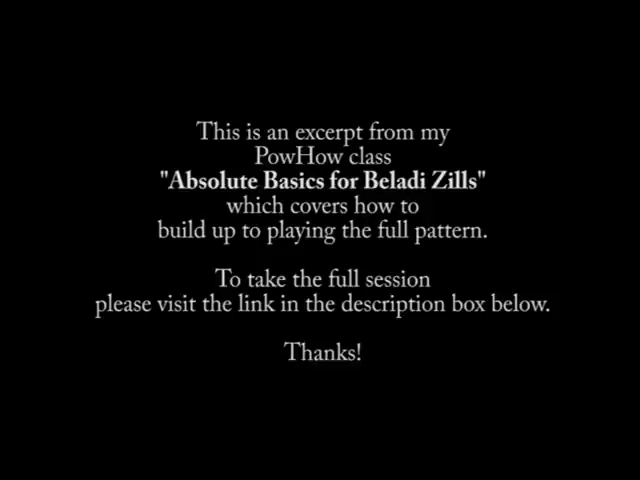 This is an excerpt from my
PowHow class
"Absolute Basics for Beladi Zills"
which covers how to
build up to playing the full pattern.
To take the full session
please visit the link in the description box below.
Thanks!